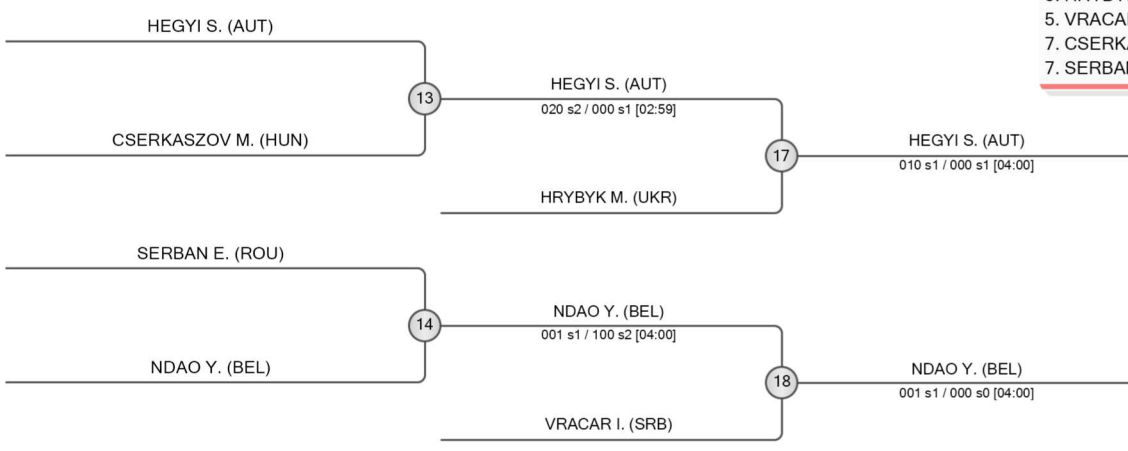 HEGYI S. (AUT)
13
CSERKASZOV M. (HUN)
HEGYI S. (AUT)
020 s2 / 000 s1 [02:59]
17
HRYBYK M. (UKR)
HEGYI S. (AUT)
010 s1 / 000 s1 [04:00]
SERBAN E. (ROU)
14
NDAO Y. (BEL)
NDAO Y. (BEL)
001 s1 / 100 s2 [04:00]
18
VRACAR I. (SRB)
NDAO Y. (BEL)
001 s1 / 000 s0 [04:00]
5. VRACA
7. CSERK
7. SERBA